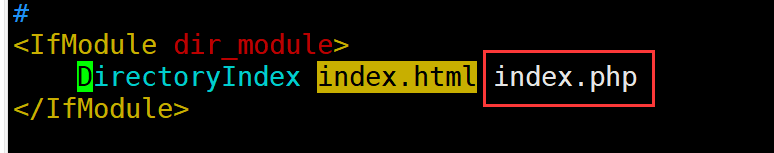 #
<IfModule dir_module>
    DirectoryIndex index.html index.php
</IfModule>